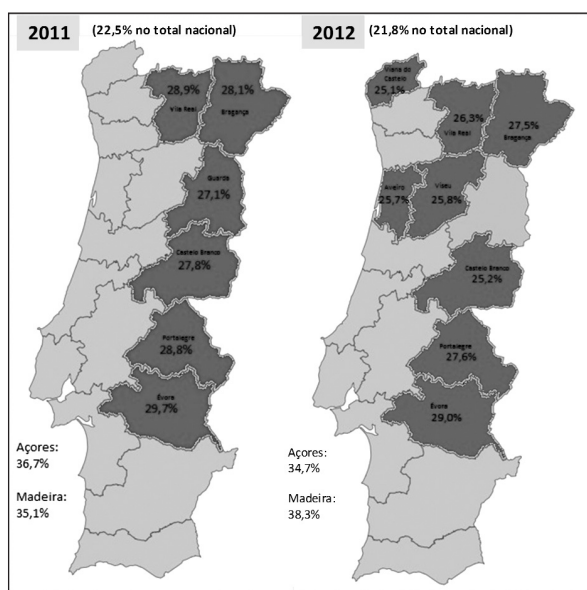 2011 (22,5% no total nacional)
28,9%
Vila Real
28,1%
Bragança
Guarda
27,1%
Castelo Branco
27,8%
Portalegre
28,8%
Évora
29,7%
Açores:
36,7%
Madeira:
35,1%
2012 (21,8% no total nacional)
Viana do
Castelo
25,1%
26,3%
Vila Real
27,5%
Bragança
Aveiro
25,7%
Viseu
25,8%
Castelo Branco
25,2%
Portalegre
27,6%
Évora
29,0%
Açores:
34,7%
Madeira:
38,3%